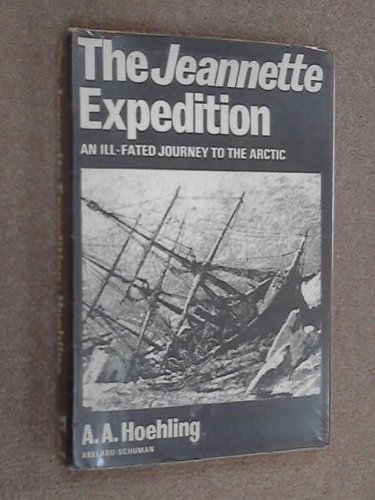 The Jeannette
Expedition
AN ILL-FATED JOURNEY TO THE ARCTIC
A. A. Hoehling
ABELARD-SCHUMAN